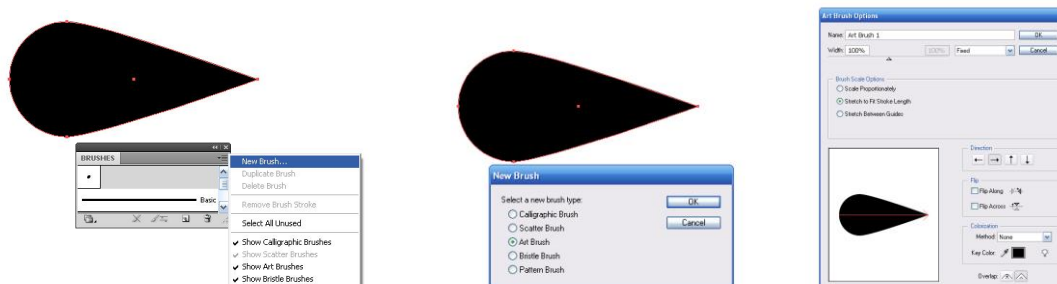 BRUSHES
Basic
New Brush...
Duplicate Brush
Delete Brush
Remove Brush Stroke
Select All Unused
Show Calligraphic Brushes
Show Scatter Brushes
Show Art Brushes
Show Bristle Brushes
New Brush
Select a new brush type:
OK
Calligraphic Brush
Cancel
Scatter Brush
Art Brush
Bristle Brush
Pattern Brush
Art Brush Options
Name: Art Brush 1
OK
Width: 100% 100% Fixed
Cancel
Brush Scale Options
Scale Proportionately
Stretch to Fit Stroke Length
Stretch Between Guides
Direction
Flip
Flip Along
Flip Across
Colorization
Method: None
Key Color:
Overlap: